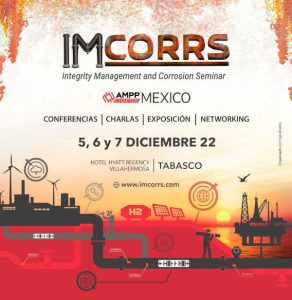 IMCORRS
Integrity Management and Corrosion Seminar
AMPP CHAPTER MEXICO
CONFERENCIAS | CHARLAS | EXPOSICIÓN | NETWORKING
5, 6 y 7 DICIEMBRE 22
HOTEL HYATT REGENCY
VILLAHERMOSA | TABASCO
www.imcorrs.com
H2